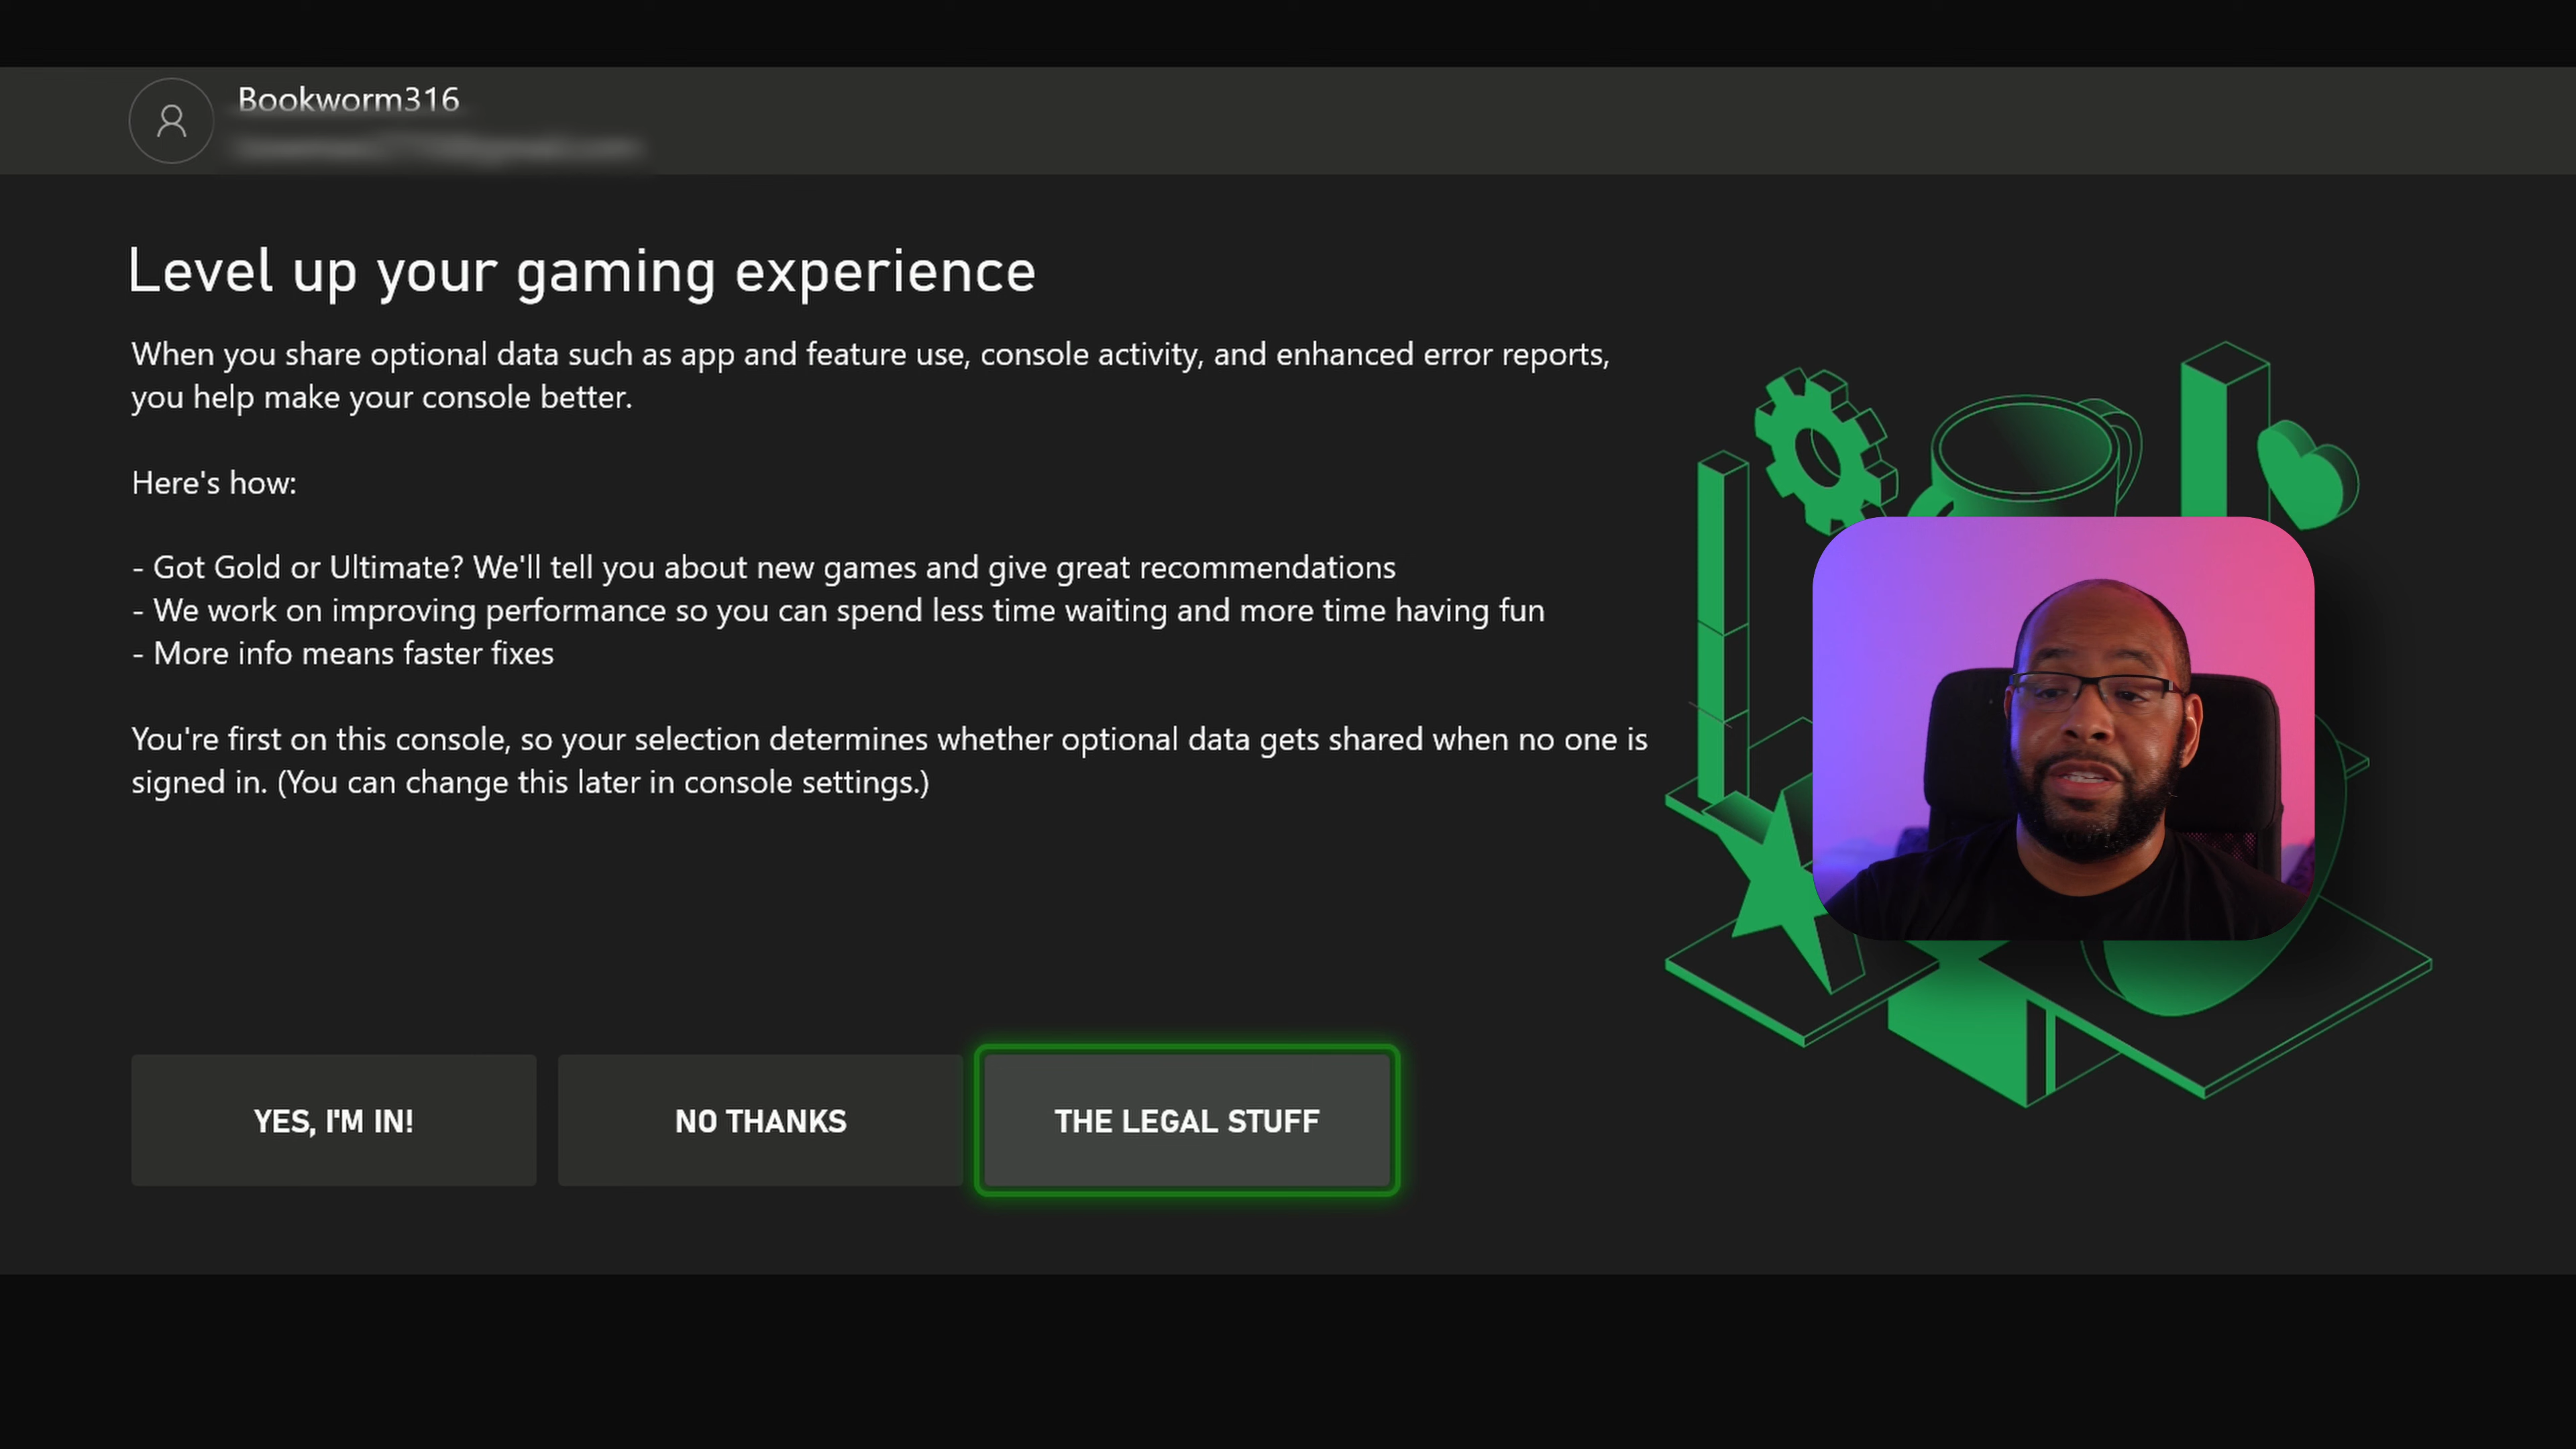 Bookworm316
Level up your gaming experience
When you share optional data such as app and feature use, console activity, and enhanced error reports,
you help make your console better.
Here's how:
- Got Gold or Ultimate? We'll tell you about new games and give great recommendations
- We work on improving performance so you can spend less time waiting and more time having fun
- More info means faster fixes
You're first on this console, so your selection determines whether optional data gets shared when no one is
signed in. (You can change this later in console settings.)
YES, I'M IN!
NO THANKS
THE LEGAL STUFF